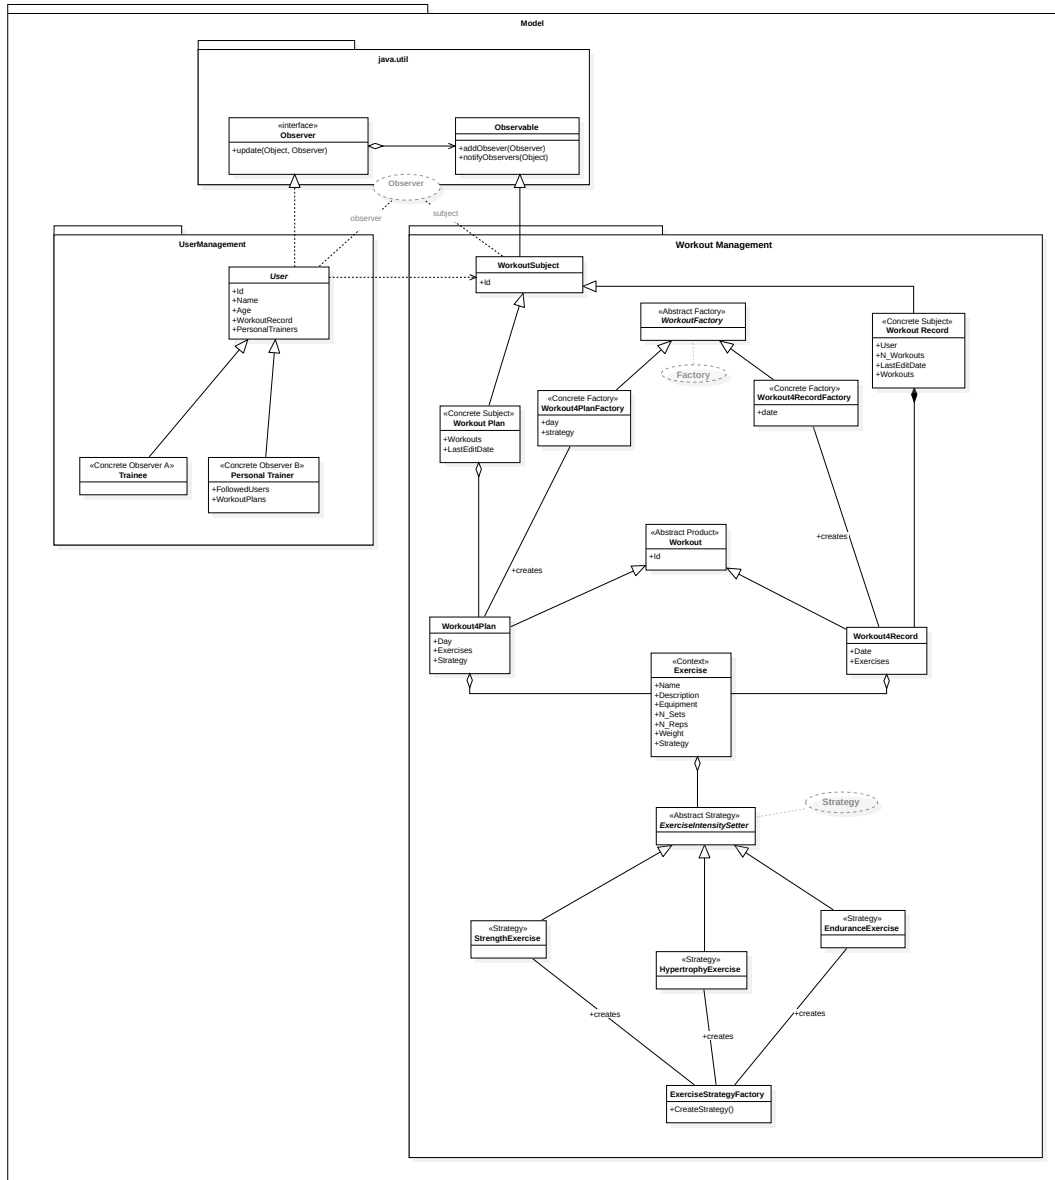 Model
java.util
«interface»
Observer
+update(Object, Observer)
Observable
+addObsever(Observer)
+notifyObservers(Object)
Observer
observer
subject
UserManagement
User
+Id
+Name
+Age
+WorkoutRecord
+PersonalTrainers
«Concrete Observer A»
Trainee
«Concrete Observer B»
Personal Trainer
+FollowedUsers
+WorkoutPlans
Workout Management
WorkoutSubject
+Id
«Abstract Factory»
WorkoutFactory
Factory
«Concrete Subject»
Workout Record
+User
+N_Workouts
+LastEditDate
+Workouts
«Concrete Factory»
Workout4PlanFactory
+day
+strategy
«Concrete Factory»
Workout4RecordFactory
+date
«Concrete Subject»
Workout Plan
+Workouts
+LastEditDate
«Abstract Product»
Workout
+Id
+creates
+creates
Workout4Plan
+Day
+Exercises
+Strategy
Workout4Record
+Date
+Exercises
«Context»
Exercise
+Name
+Description
+Equipment
+N_Sets
+N_Reps
+Weight
+Strategy
«Abstract Strategy»
ExerciseIntensitySetter
Strategy
«Strategy»
StrengthExercise
«Strategy»
HypertrophyExercise
«Strategy»
EnduranceExercise
+creates
+creates
+creates
ExerciseStrategyFactory
+CreateStrategy()